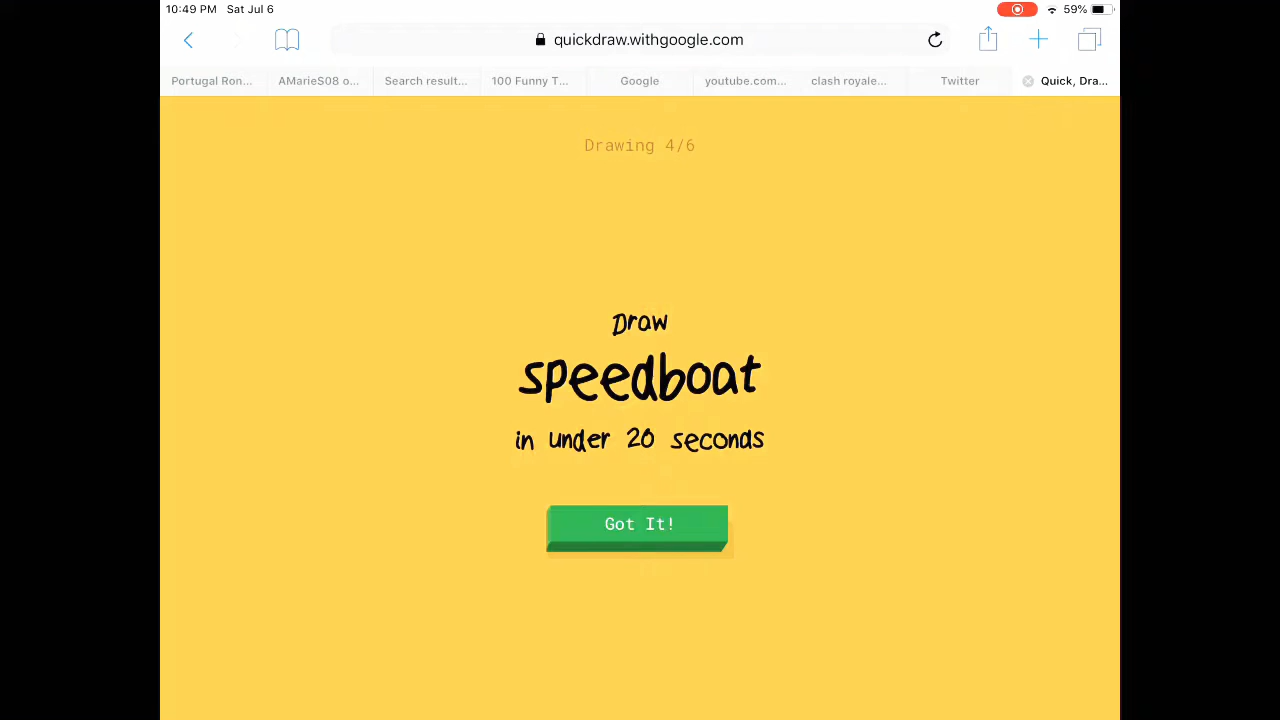 10:49 PM Sat Jul 6 59%
quickdraw.withgoogle.com
Portugal Ron... AMarieS08 o... Search result... 100 Funny T... Google youtube.com... clash royale... Twitter Quick, Dra...
Drawing 4/6
Draw
speedboat
in under 20 seconds
Got It!